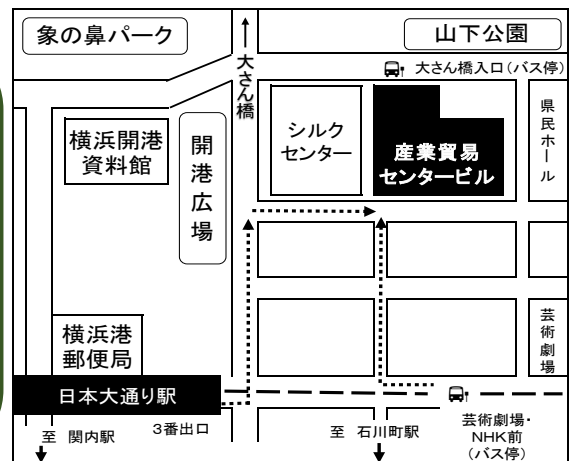 象の鼻パーク
山下公園
大さん橋
大さん橋入口(バス停)
横浜開港
資料館
開港広場
シルク
センター
産業貿易
センタービル
県民ホール
横浜港
郵便局
芸術劇場
日本大通り駅
3番出口
至 関内駅
至 石川町駅
芸術劇場・
NHK前
(バス停)